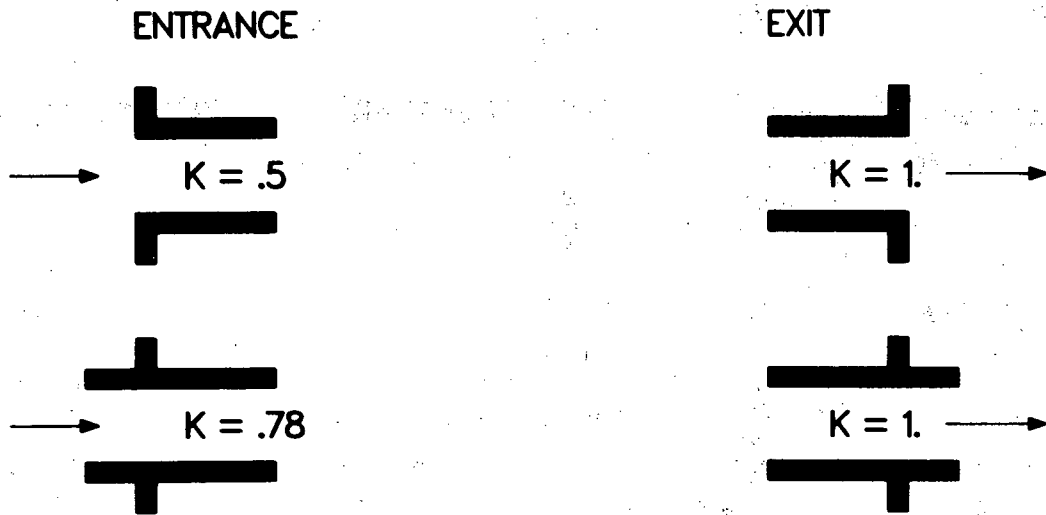 ENTRANCE
EXIT
K = .5
K = 1.
K = .78
K = 1.